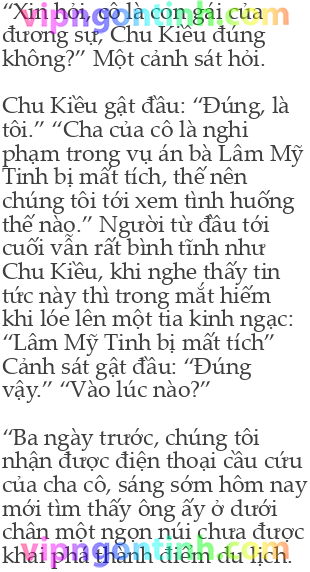 “Xin hỏi, cô là con gái của
đương sự, Chu Kiều đúng
không?” Một cảnh sát hỏi.
Chu Kiều gật đầu: “Đúng, là
tôi.” “Cha của cô là nghi
phạm trong vụ án bà Lâm Mỹ
Tinh bị mất tích, thế nên
chúng tôi tới xem tình huống
thế nào.” Người từ đầu tới
cuối vẫn rất bình tĩnh như
Chu Kiều, khi nghe thấy tin
tức này thì trong mắt hiếm
khi lóe lên một tia kinh ngạc:
“Lâm Mỹ Tinh bị mất tích”
Cảnh sát gật đầu: “Đúng
vậy.” “Vào lúc nào?”
“Ba ngày trước, chúng tôi
nhận được điện thoại cầu cứu
của cha cô, sáng sớm hôm nay
mới tìm thấy ông ấy ở dưới
chân một ngọn núi chưa được
khai phá thành điểm du lịch.
vipngontinh.com
vipngontinh.com